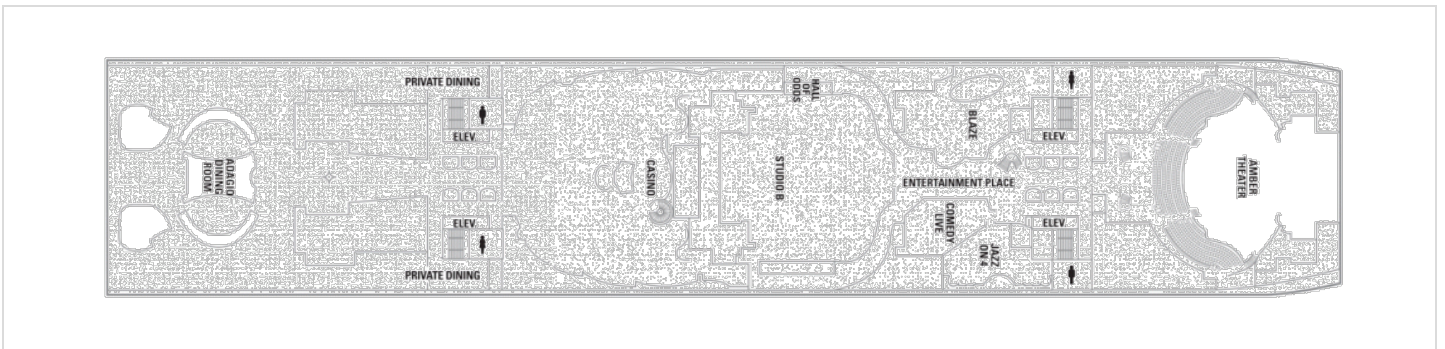 PRIVATE DINING
ELEV.
ADAGIO
DINING
ROOM
ELEV.
PRIVATE DINING
CASINO
STUDIO B
HALL
OF
ODDS
BLAZE
ELEV.
ENTERTAINMENT PLACE
COMEDY
LIVE
JAZZ
ON 4
ELEV.
AMBER
THEATER